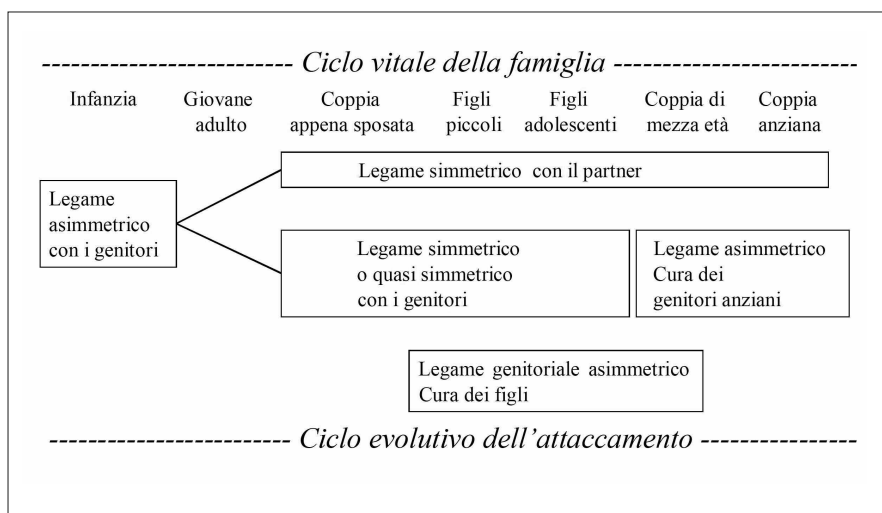 Ciclo vitale della famiglia
Infanzia
Giovane
adulto
Coppia
appena sposata
Figli
piccoli
Figli
adolescenti
Coppia di
mezza età
Coppia
anziana
Legame simmetrico con il partner
Legame
asimmetrico
con i genitori
Legame simmetrico
o quasi simmetrico
con i genitori
Legame asimmetrico
Cura dei
genitori anziani
Legame genitoriale asimmetrico
Cura dei figli
Ciclo evolutivo dell’attaccamento